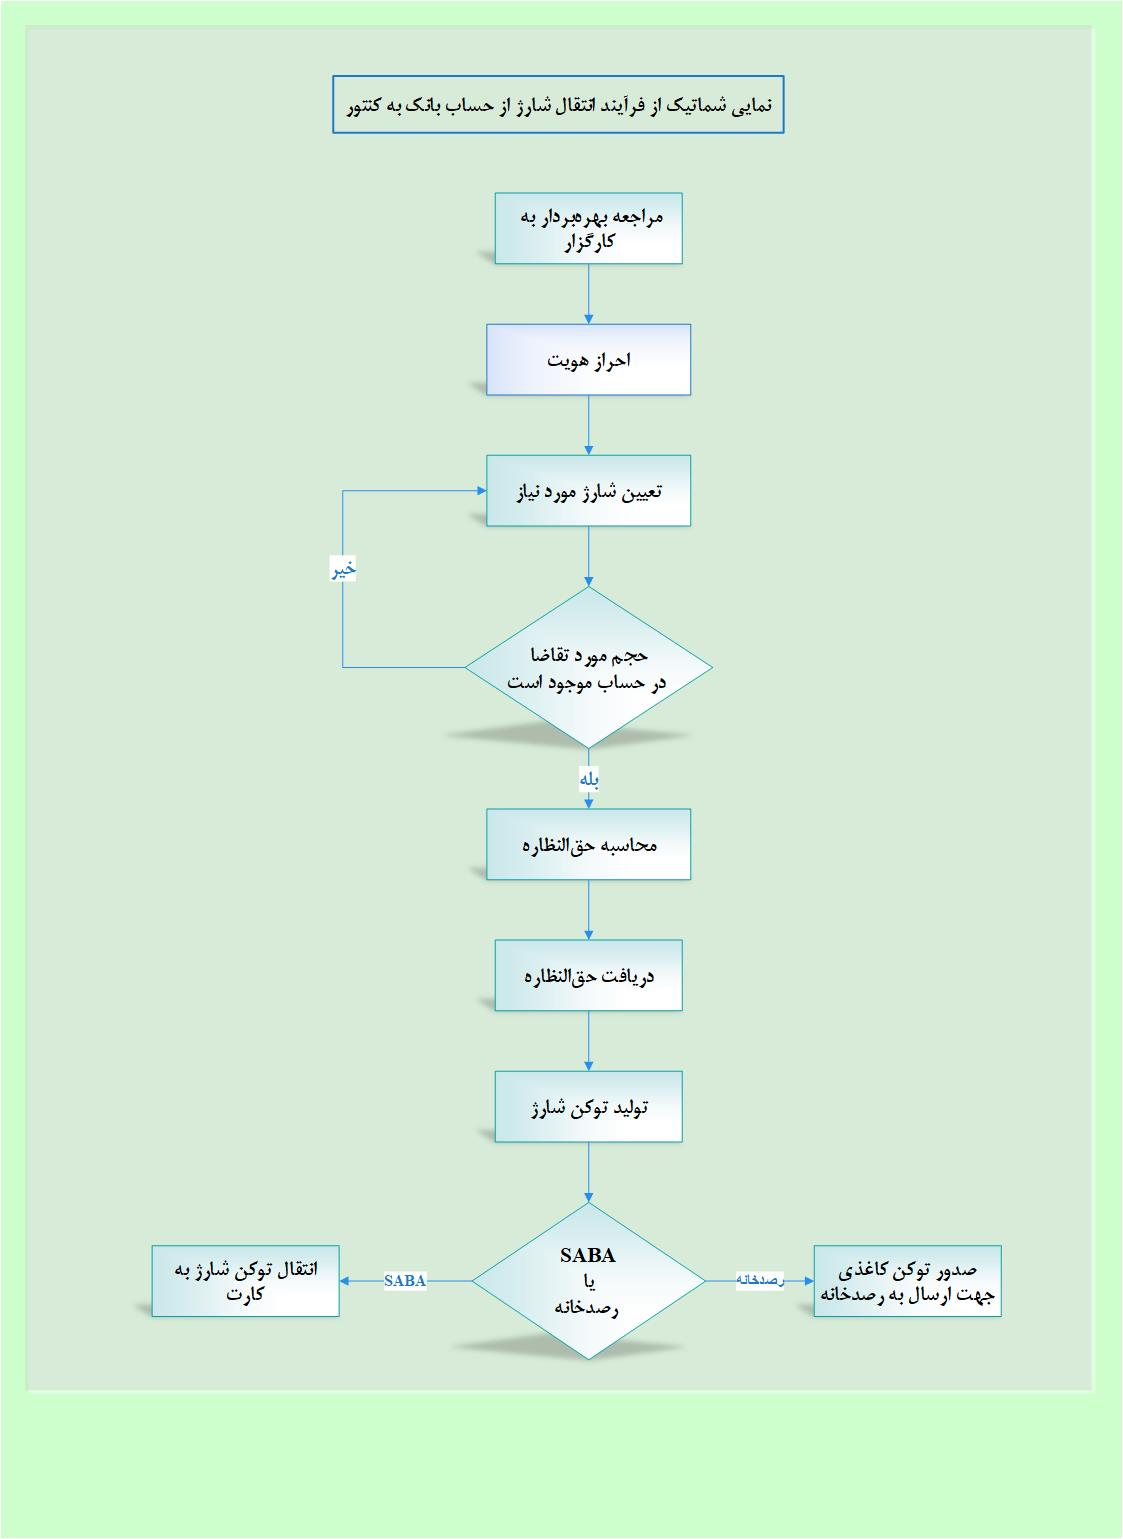 نمایی شماتیک از فرآیند انتقال شارژ از حساب بانک به کنتور
مراجعه بهره‌بردار به
کارگزار
احراز هویت
تعیین شارژ مورد نیاز
خیر
حجم مورد تقاضا
در حساب موجود است
بله
محاسبه حق‌النظاره
دریافت حق‌النظاره
تولید توکن شارژ
SABA
یا
رصدخانه
رصدخانه
صدور توکن کاغذی
جهت ارسال به رصدخانه
SABA
انتقال توکن شارژ به
کارت